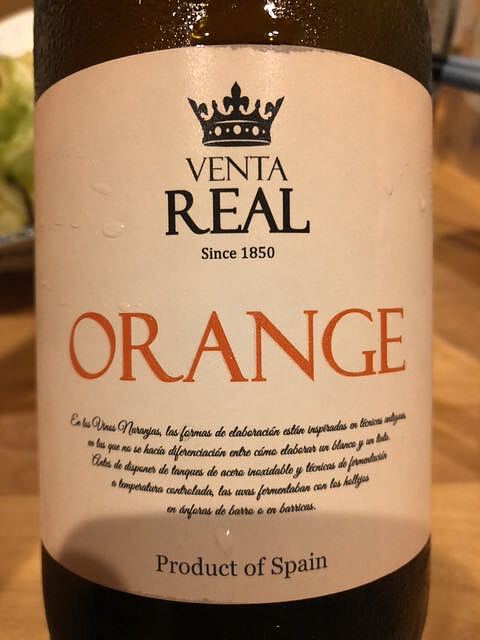 VENTA
REAL
Since 1850
ORANGE
En los Vinos Naranjas, las formas de elaboración están inspiradas en técnicas antiguas,
en las que no se hacía diferenciación entre cómo elaborar un blanco y un tinto.
Antes de disponer de tanques de acero inoxidable y técnicas de fermentación
a temperatura controlada, las uvas fermentaban con los hollejos
en ánforas de barro o en barricas.
Product of Spain